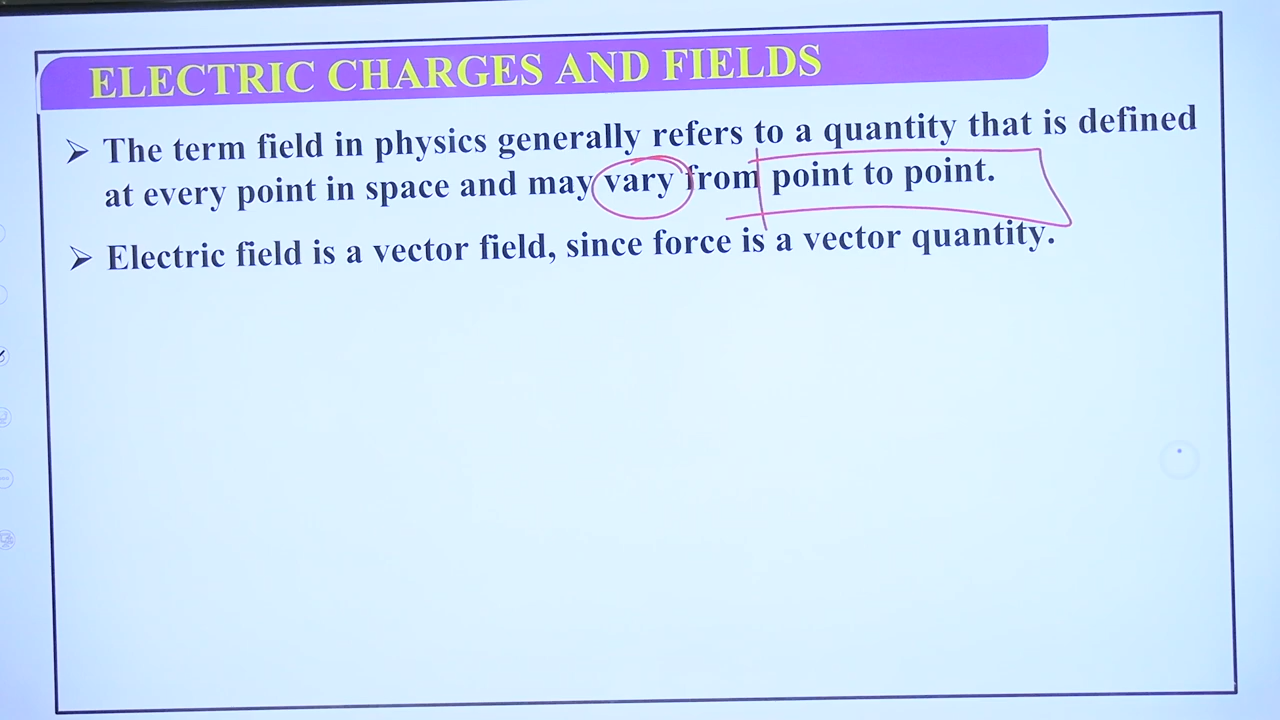 ELECTRIC CHARGES AND FIELDS
➢ The term field in physics generally refers to a quantity that is defined
at every point in space and may vary from point to point.
➢ Electric field is a vector field, since force is a vector quantity.